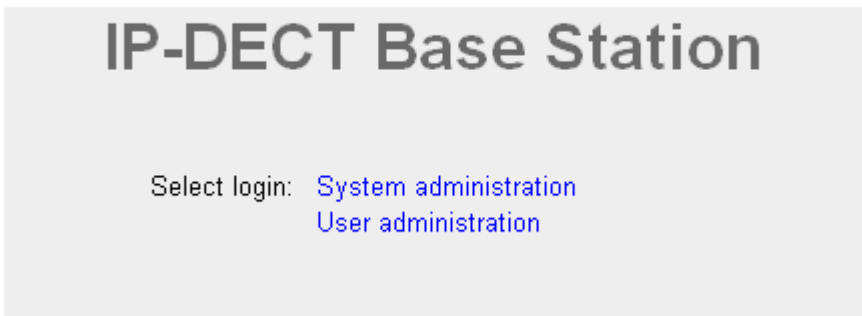 IP-DECT Base Station
Select login: System administration
User administration